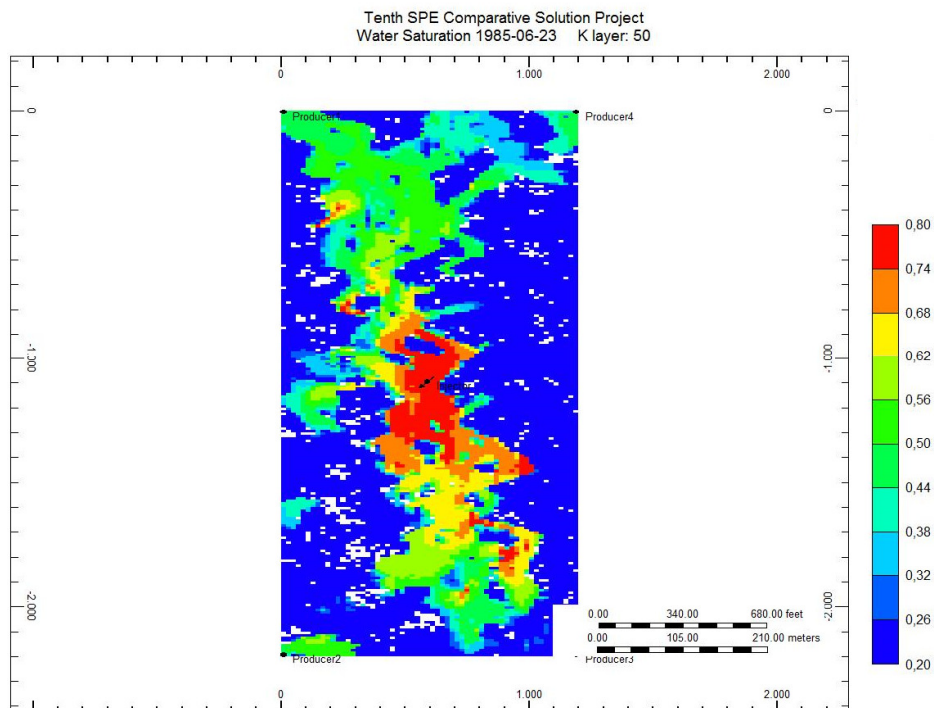 Tenth SPE Comparative Solution Project
Water Saturation 1985-06-23 K layer: 50
0 1.000 2.000
0 0
Producer1 Producer4
-1.000 -1.000
Injector
-2.000 -2.000
0.00 340.00 680.00 feet
0.00 105.00 210.00 meters
Producer2 Producer3
0 1.000 2.000
0,80
0,74
0,68
0,62
0,56
0,50
0,44
0,38
0,32
0,26
0,20